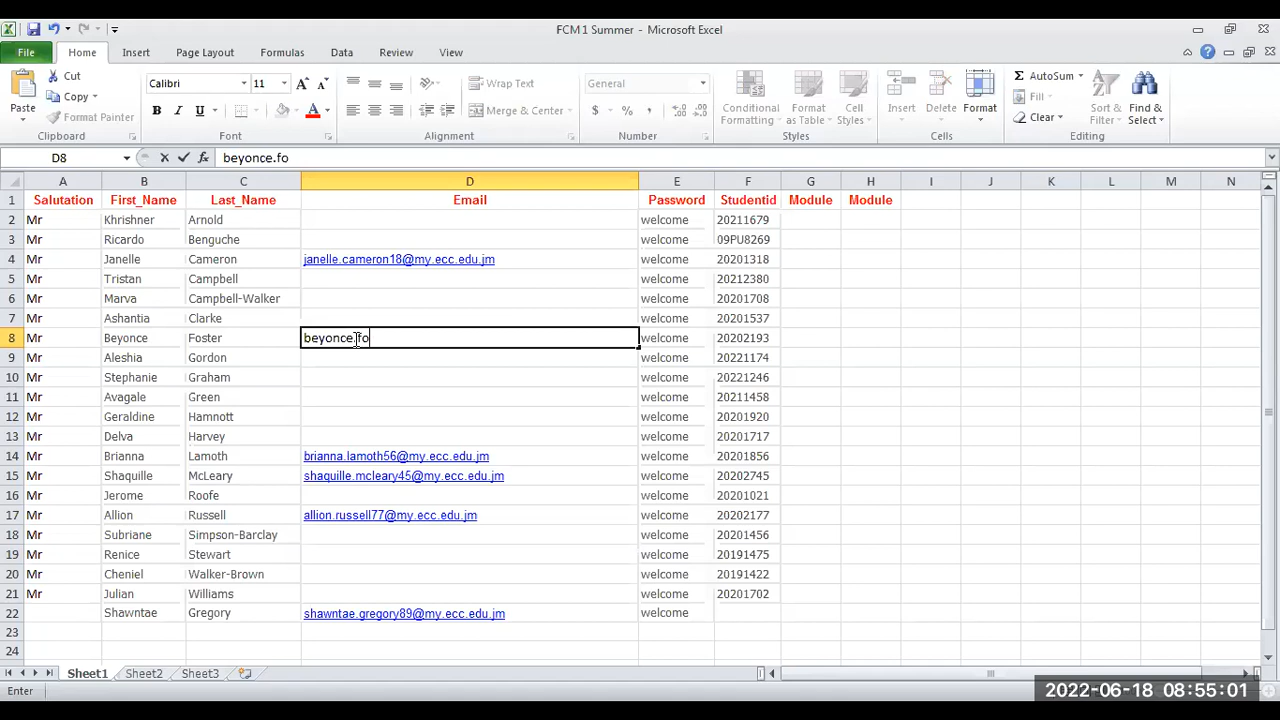 FCM1 Summer - Microsoft Excel
File Home Insert Page Layout Formulas Data Review View
Paste Cut Copy Format Painter Clipboard
Calibri 11 B I U A Font
Wrap Text Merge & Center Alignment
General $ % , Number
Conditional Formatting Format as Table Cell Styles Styles
Insert Delete Format Cells
AutoSum Fill Clear Sort & Filter Find & Select Editing
D8 fx beyonce.fo
A B C D E F G H I J K L M N
1 Salutation First_Name Last_Name Email Password Studentid Module Module
2 Mr Khrishner Arnold welcome 20211679
3 Mr Ricardo Benguche welcome 09PU8269
4 Mr Janelle Cameron janelle.cameron18@my.ecc.edu.jm welcome 20201318
5 Mr Tristan Campbell welcome 20212380
6 Mr Marva Campbell-Walker welcome 20201708
7 Mr Ashantia Clarke welcome 20201537
8 Mr Beyonce Foster beyonce.fo welcome 20202193
9 Mr Aleshia Gordon welcome 20221174
10 Mr Stephanie Graham welcome 20221246
11 Mr Avagale Green welcome 20211458
12 Mr Geraldine Hamnott welcome 20201920
13 Mr Delva Harvey welcome 20201717
14 Mr Brianna Lamoth brianna.lamoth56@my.ecc.edu.jm welcome 20201856
15 Mr Shaquille McLeary shaquille.mcleary45@my.ecc.edu.jm welcome 20202745
16 Mr Jerome Roofe welcome 20201021
17 Mr Allion Russell allion.russell77@my.ecc.edu.jm welcome 20202177
18 Mr Subriane Simpson-Barclay welcome 20201456
19 Mr Renice Stewart welcome 20191475
20 Mr Cheniel Walker-Brown welcome 20191422
21 Mr Julian Williams welcome 20201702
22 Shawntae Gregory shawntae.gregory89@my.ecc.edu.jm welcome
23
24
Sheet1 Sheet2 Sheet3
Enter 2022-06-18 08:55:01